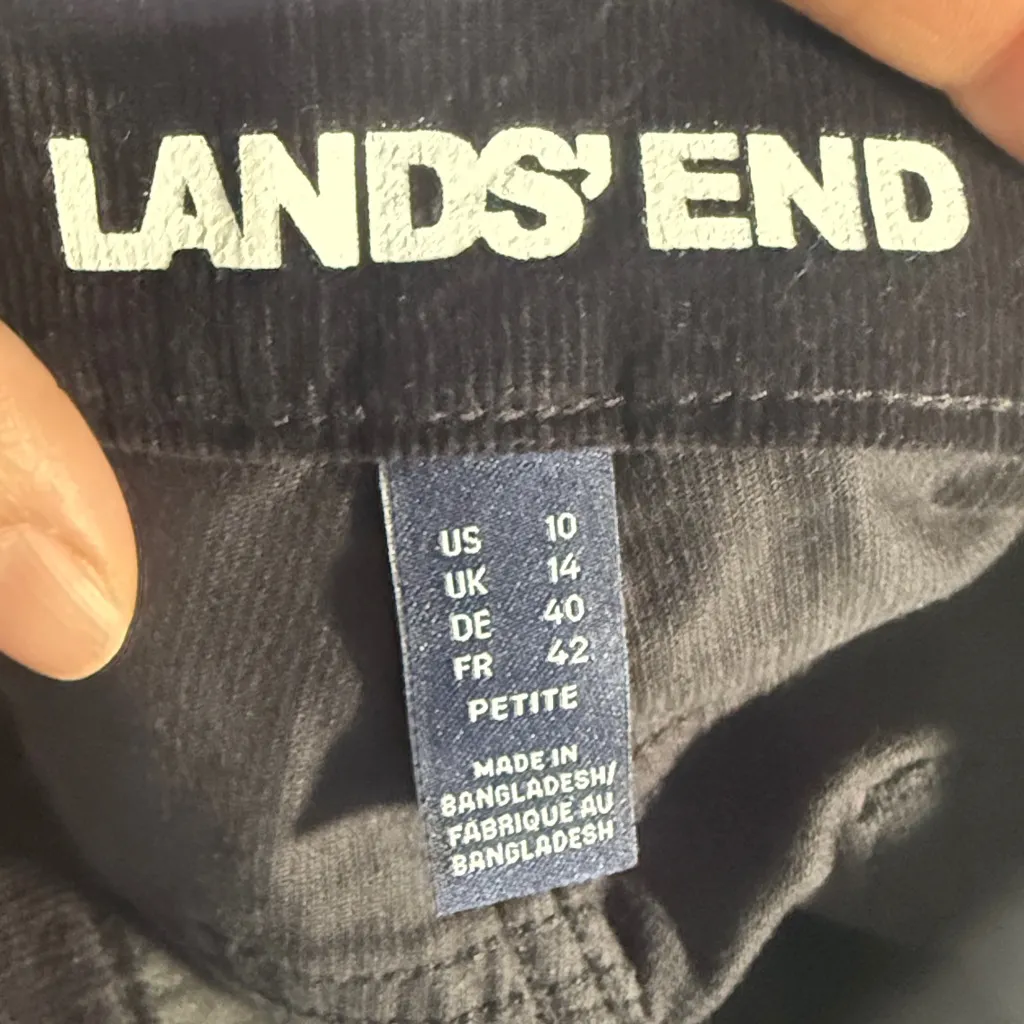 LANDS' END
US 10
UK 14
DE 40
FR 42
PETITE
MADE IN
BANGLADESH/
FABRIQUE AU
BANGLADESH